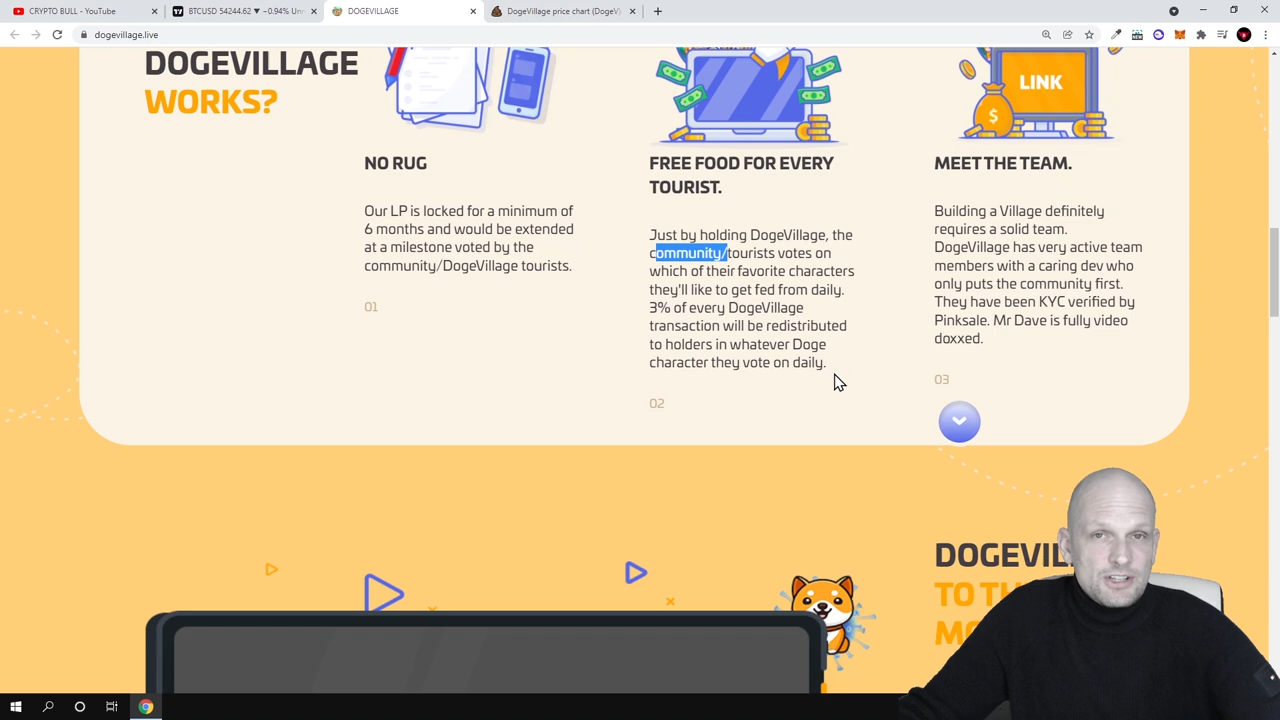 CRYPTO BULL - YouTube
BTCUSD 54244.62 ▼ −0.94% Un
DOGEVILLAGE
DogeVillage price chart (DogeV)
dogevillage.live
DOGEVILLAGE
WORKS?
NO RUG
Our LP is locked for a minimum of
6 months and would be extended
at a milestone voted by the
community/DogeVillage tourists.
01
FREE FOOD FOR EVERY
TOURIST.
Just by holding DogeVillage, the
community/tourists votes on
which of their favorite characters
they'll like to get fed from daily.
3% of every DogeVillage
transaction will be redistributed
to holders in whatever Doge
character they vote on daily.
02
LINK
MEET THE TEAM.
Building a Village definitely
requires a solid team.
DogeVillage has very active team
members with a caring dev who
only puts the community first.
They have been KYC verified by
Pinksale. Mr Dave is fully video
doxxed.
03
DOGEVIL
TO TH
MO